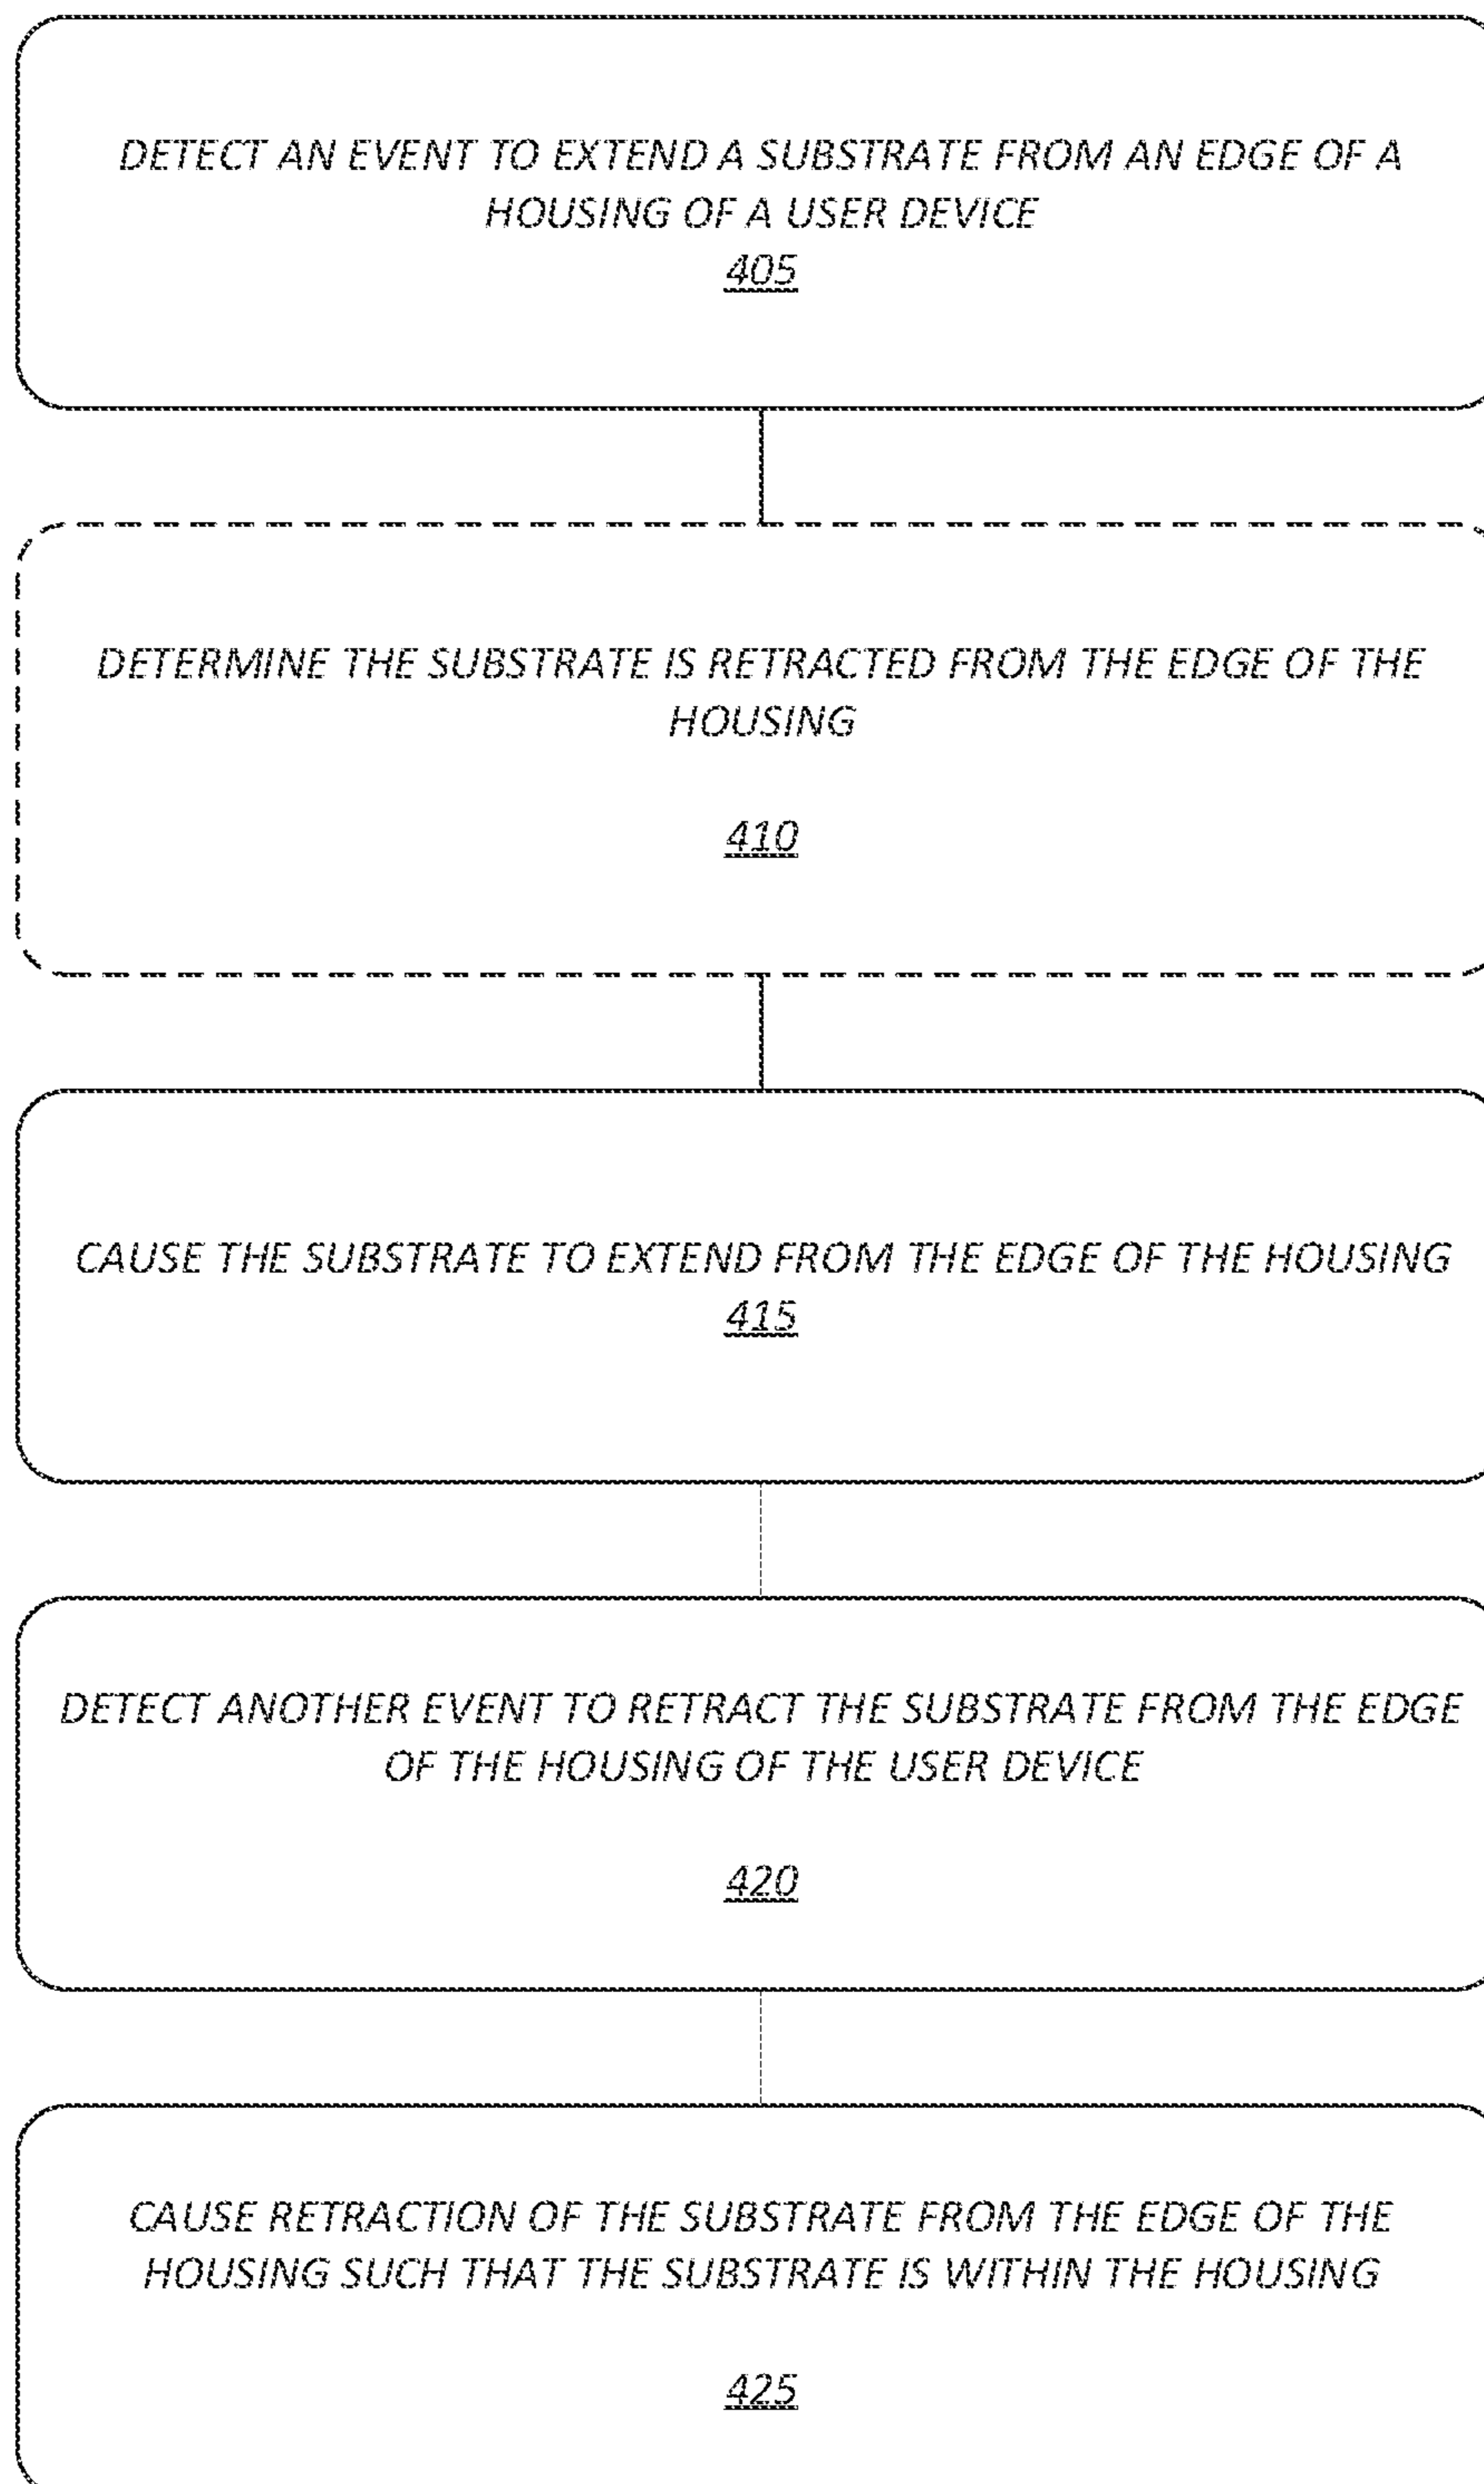 DETECT AN EVENT TO EXTEND A SUBSTRATE FROM AN EDGE OF A
HOUSING OF A USER DEVICE
405
DETERMINE THE SUBSTRATE IS RETRACTED FROM THE EDGE OF THE
HOUSING
410
CAUSE THE SUBSTRATE TO EXTEND FROM THE EDGE OF THE HOUSING
415
DETECT ANOTHER EVENT TO RETRACT THE SUBSTRATE FROM THE EDGE
OF THE HOUSING OF THE USER DEVICE
420
CAUSE RETRACTION OF THE SUBSTRATE FROM THE EDGE OF THE
HOUSING SUCH THAT THE SUBSTRATE IS WITHIN THE HOUSING
425